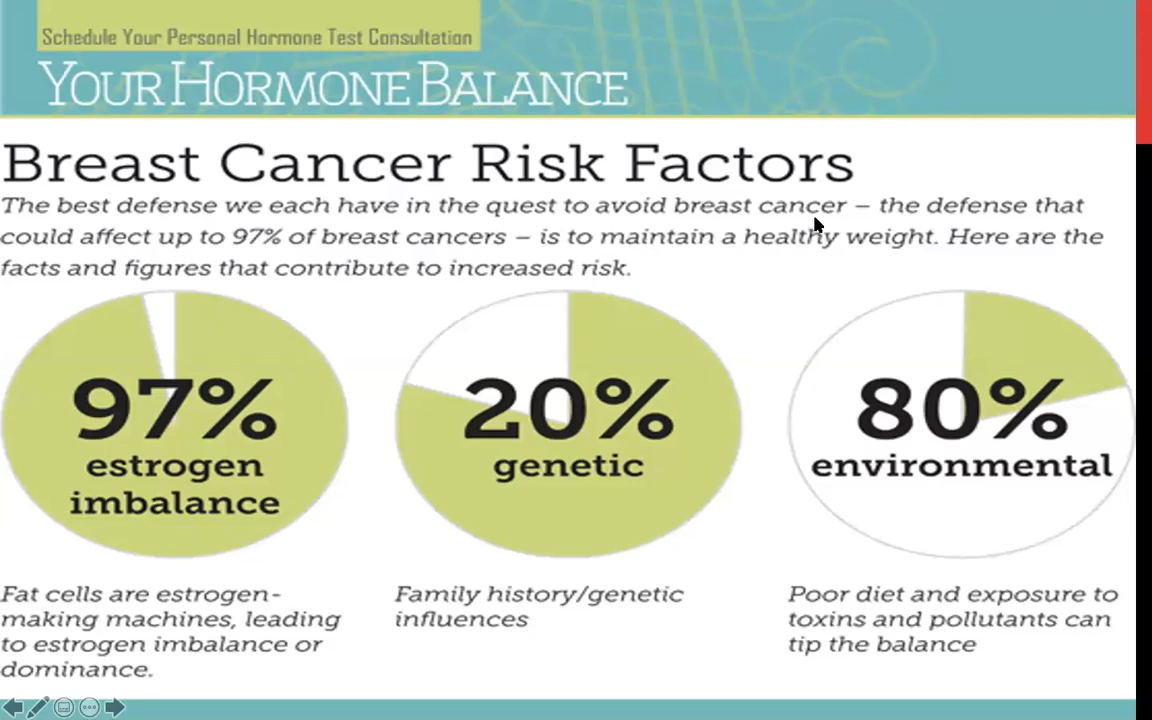 Schedule Your Personal Hormone Test Consultation
YOUR HORMONE BALANCE
Breast Cancer Risk Factors
The best defense we each have in the quest to avoid breast cancer – the defense that
could affect up to 97% of breast cancers – is to maintain a healthy weight. Here are the
facts and figures that contribute to increased risk.
97%
estrogen
imbalance
20%
genetic
80%
environmental
Fat cells are estrogen-
making machines, leading
to estrogen imbalance or
dominance.
Family history/genetic
influences
Poor diet and exposure to
toxins and pollutants can
tip the balance